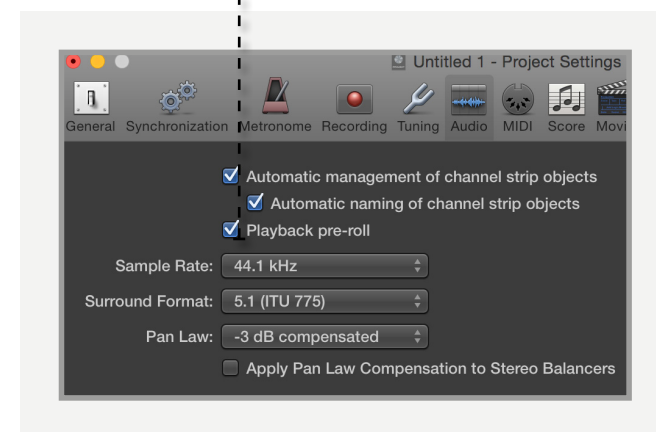 Untitled 1 - Project Settings
General Synchronization Metronome Recording Tuning Audio MIDI Score Movi
Automatic management of channel strip objects
Automatic naming of channel strip objects
Playback pre-roll
Sample Rate: 44.1 kHz
Surround Format: 5.1 (ITU 775)
Pan Law: -3 dB compensated
Apply Pan Law Compensation to Stereo Balancers